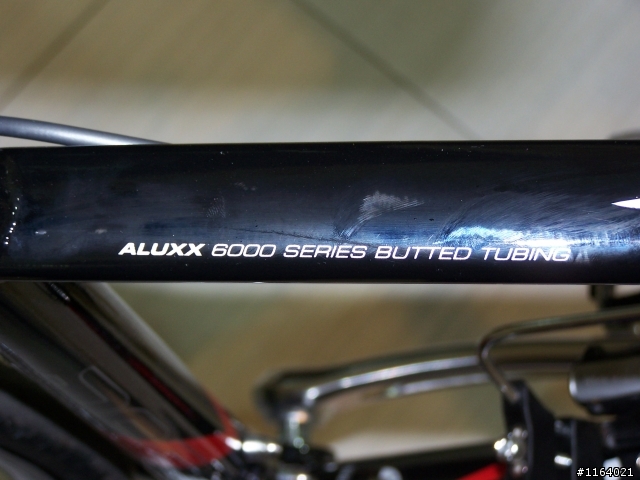 ALUXX 6000 SERIES BUTTED TUBING
#1164021